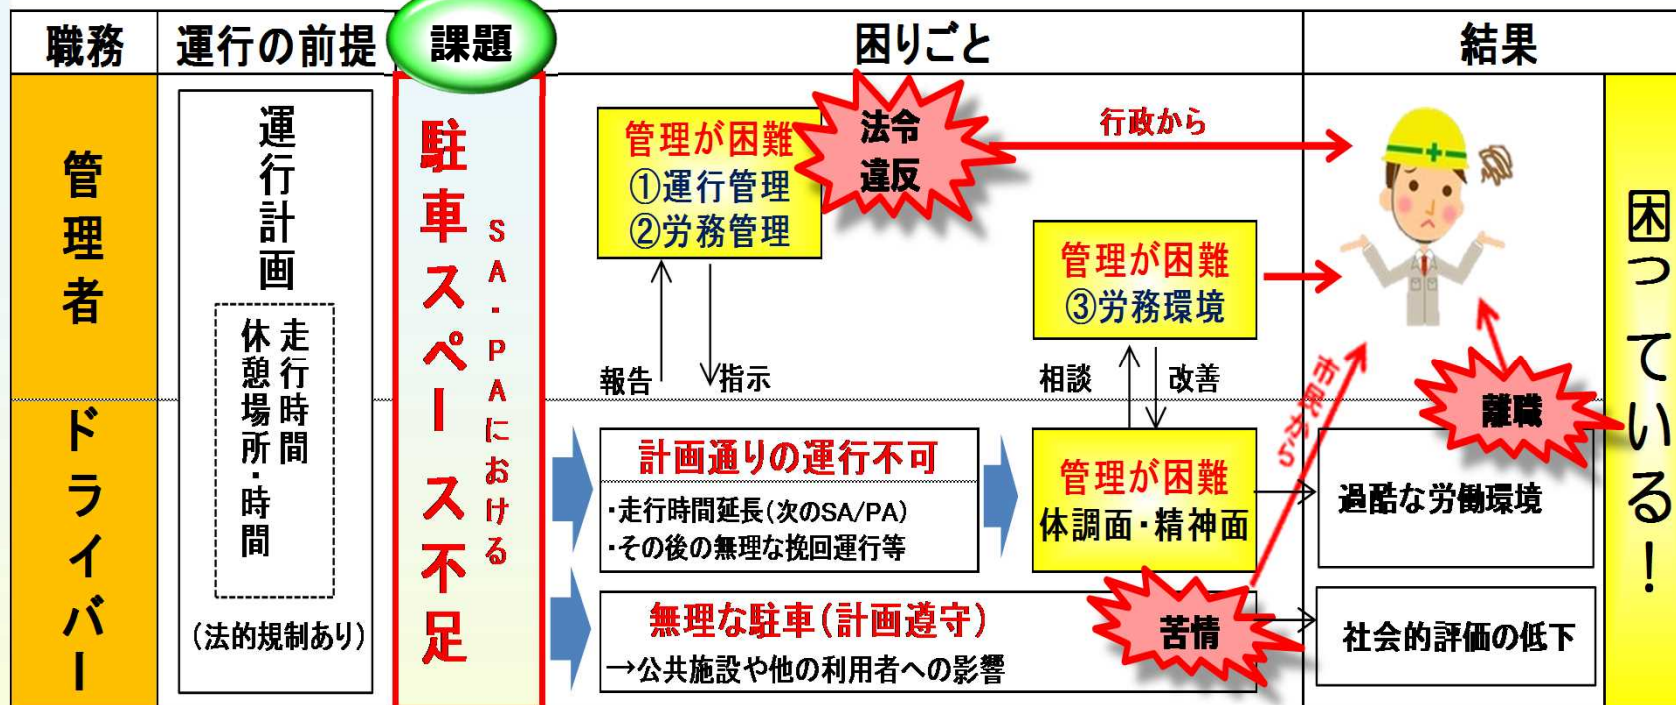 職務
運行の前提
課題
困りごと
結果
管理者
ドライバー
運行計画
走行時間
休憩場所・時間
(法的規制あり)
SA・PAにおける
駐車スペース不足
管理が困難
①運行管理
②労務管理
法令
違反
行政から
報告
指示
管理が困難
③労務環境
相談
改善
計画通りの運行不可
・走行時間延長(次のSA/PA)
・その後の無理な挽回運行等
管理が困難
体調面・精神面
無理な駐車(計画遵守)
→公共施設や他の利用者への影響
苦情
市民から
離職
過酷な労働環境
社会的評価の低下
困っている!